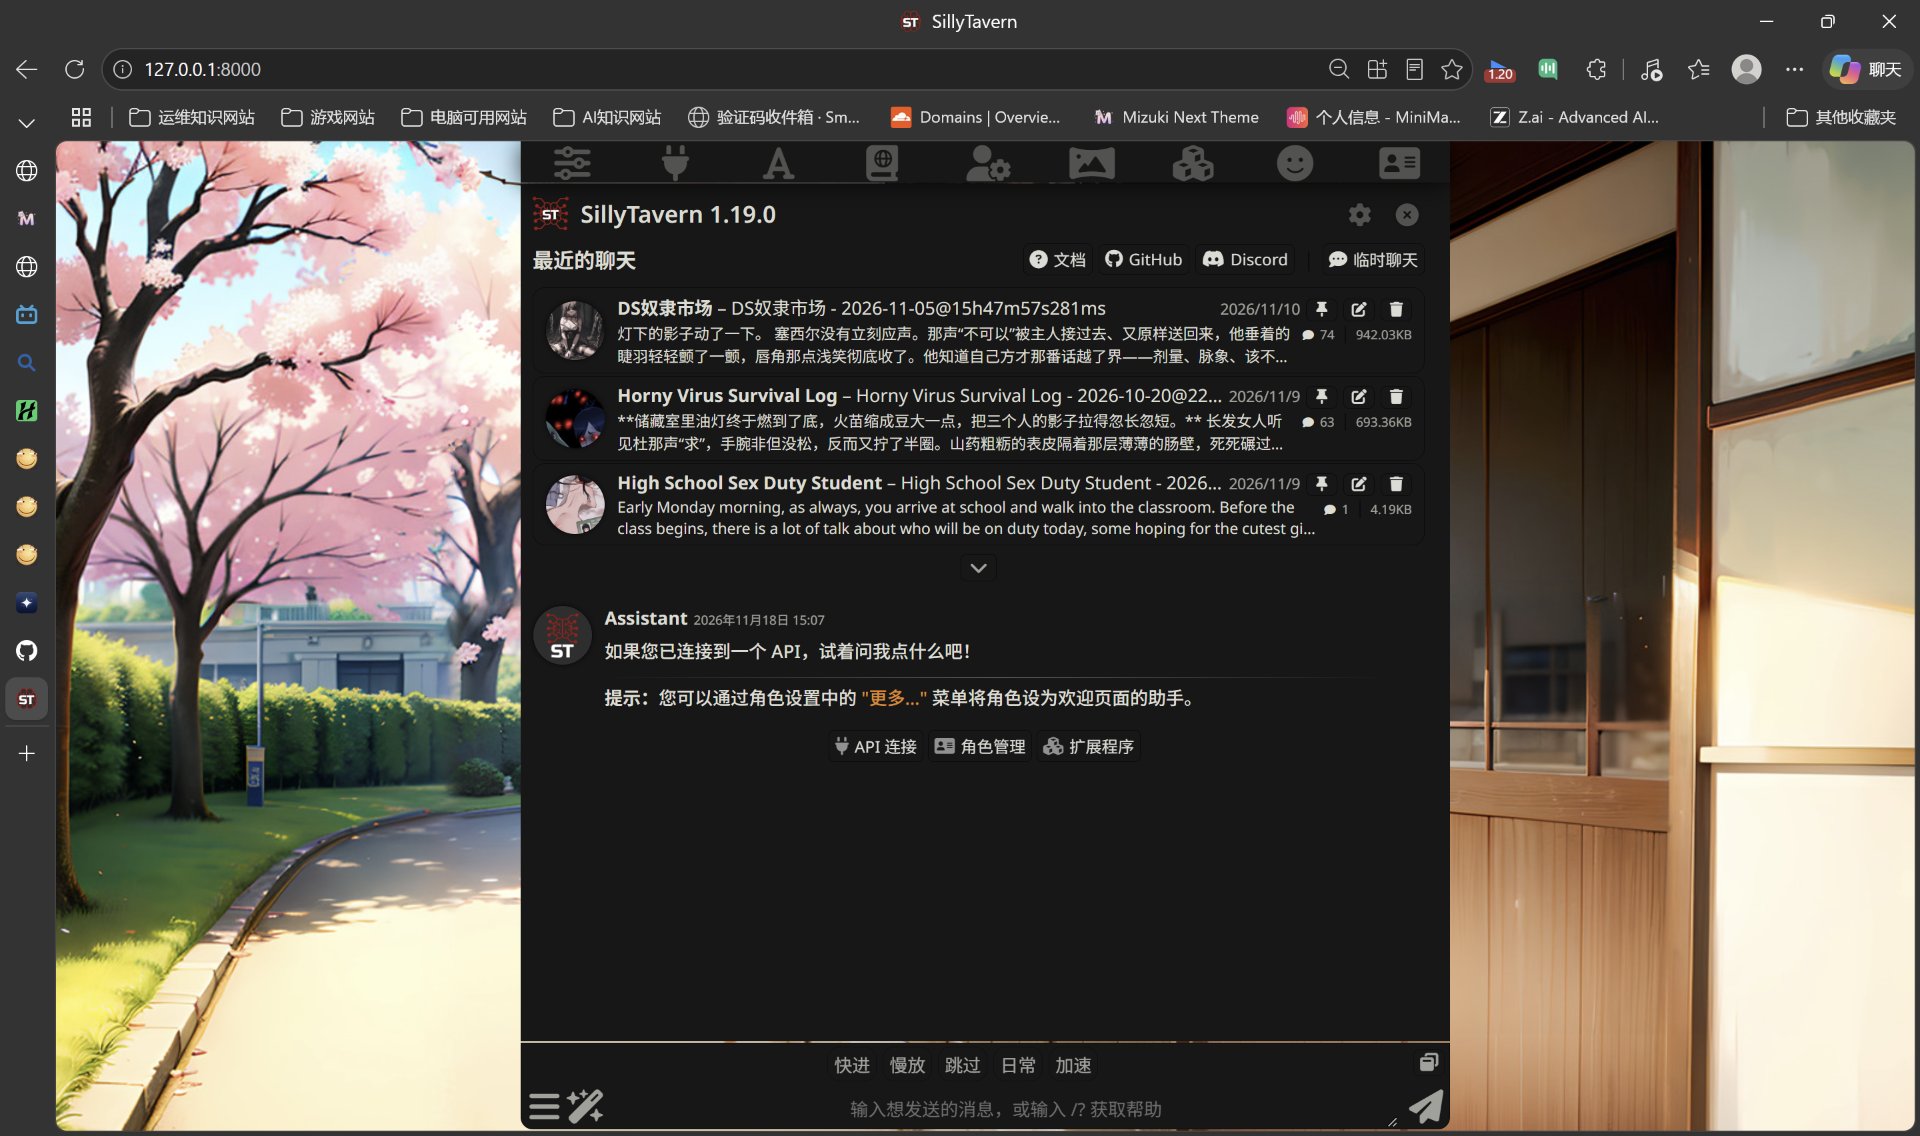 SillyTavern
127.0.0.1:8000
1.20
聊天
运维知识网站
游戏网站
电脑可用网站
AI知识网站
验证码收件箱 · Sm...
Domains | Overvie...
Mizuki Next Theme
个人信息 - MiniMa...
Z.ai - Advanced AI...
其他收藏夹
ST SillyTavern 1.19.0
最近的聊天
文档 GitHub Discord 临时聊天
DS奴隶市场 – DS奴隶市场 - 2026-11-05@15h47m57s281ms 2026/11/10
灯下的影子动了一下。 塞西尔没有立刻应声。那声“不可以”被主人接过去、又原样送回来，他垂着的 74 942.03KB
睫羽轻轻颤了一颤，唇角那点浅笑彻底收了。他知道自己方才那番话越了界——剂量、脉象、该不...
Horny Virus Survival Log – Horny Virus Survival Log - 2026-10-20@22... 2026/11/9
**储藏室里油灯终于燃到了底，火苗缩成豆大一点，把三个人的影子拉得忽长忽短。** 长发女人听 63 693.36KB
见杜那声“求”，手腕非但没松，反而又拧了半圈。山药粗粝的表皮隔着那层薄薄的肠壁，死死碾过...
High School Sex Duty Student – High School Sex Duty Student - 2026... 2026/11/9
Early Monday morning, as always, you arrive at school and walk into the classroom. Before the 1 4.19KB
class begins, there is a lot of talk about who will be on duty today, some hoping for the cutest gi...
Assistant 2026年11月18日 15:07
ST
如果您已连接到一个 API，试着问我点什么吧！
提示：您可以通过角色设置中的 "更多..." 菜单将角色设为欢迎页面的助手。
API 连接 角色管理 扩展程序
快进 慢放 跳过 日常 加速
输入想发送的消息，或输入 /? 获取帮助